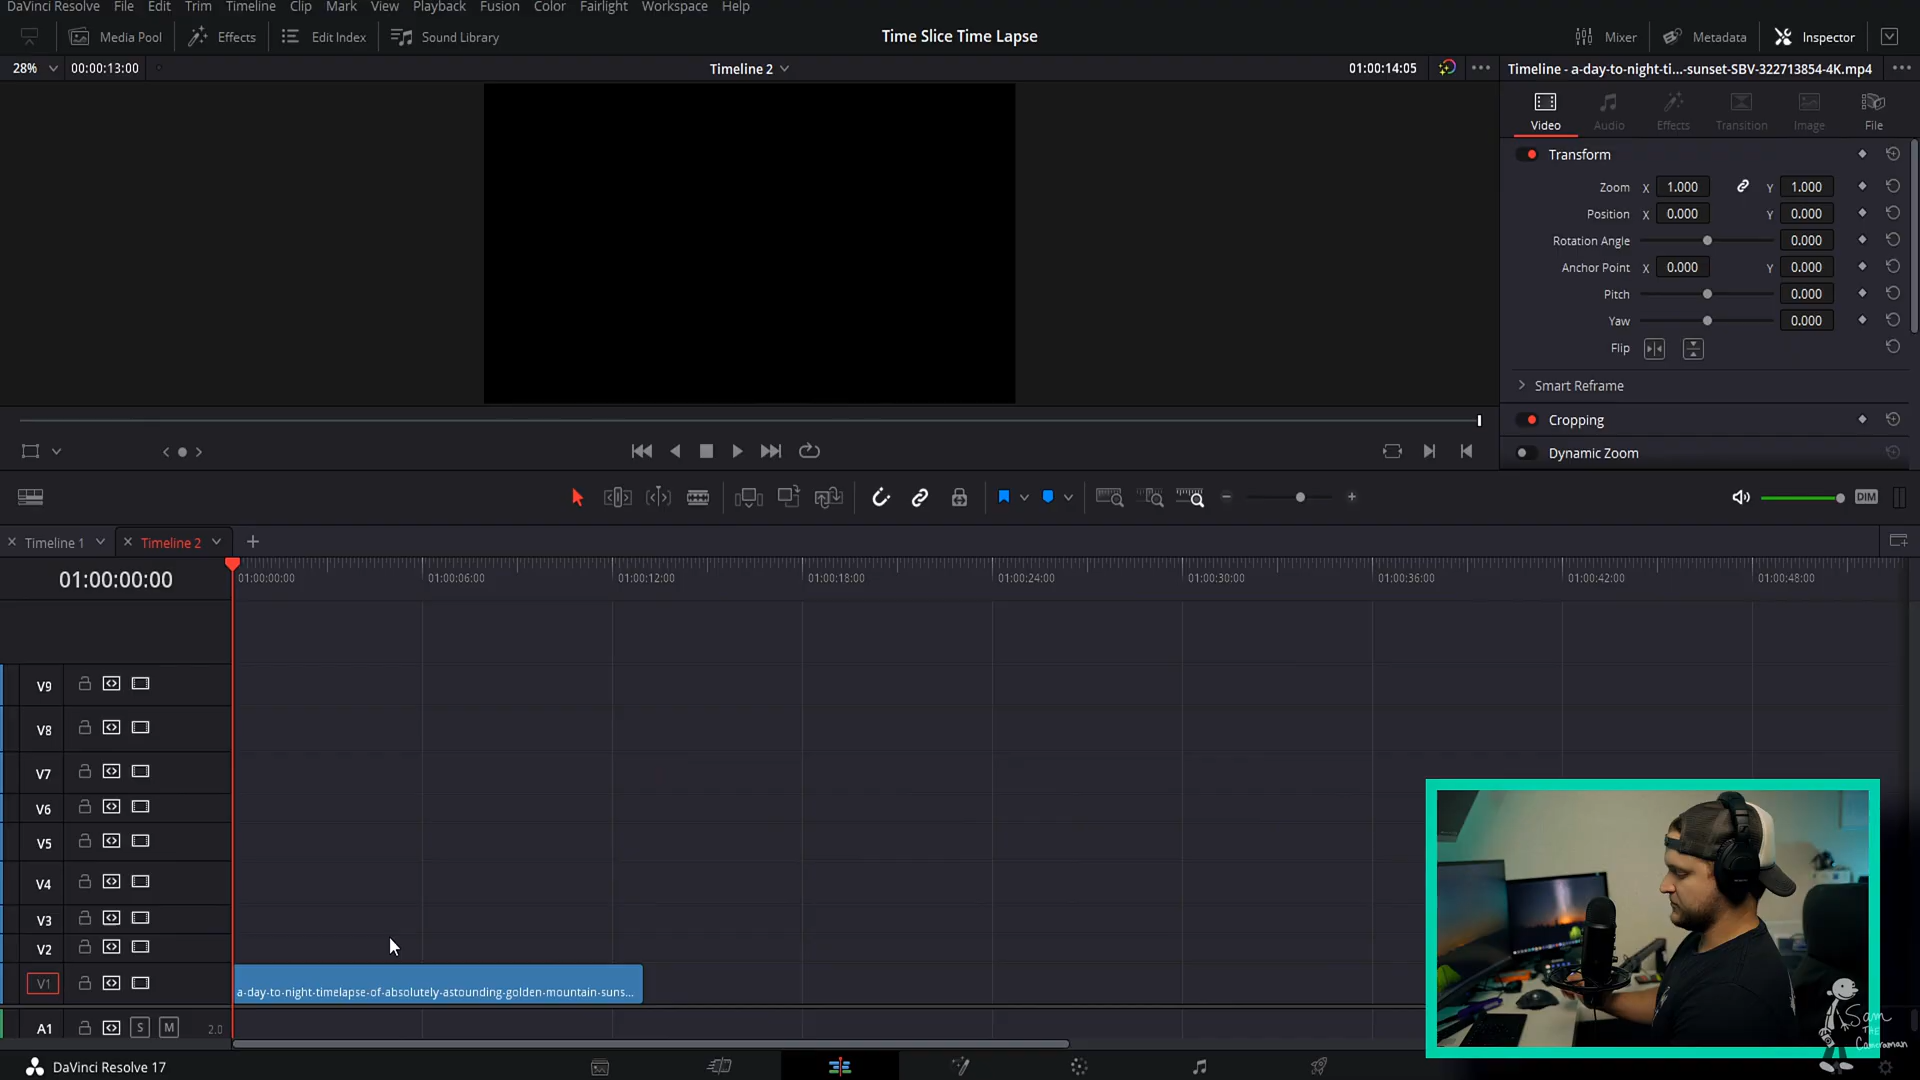 DaVinci Resolve File Edit Trim Timeline Clip Mark View Playback Fusion Color Fairlight Workspace Help
Media Pool Effects Edit Index Sound Library Time Slice Time Lapse Mixer Metadata Inspector
28% 00:00:13:00 Timeline 2 01:00:14:05 Timeline - a-day-to-night-ti...-sunset-SBV-322713854-4K.mp4
Video Audio Effects Transition Image File
Transform
Zoom X 1.000 Y 1.000
Position X 0.000 Y 0.000
Rotation Angle 0.000
Anchor Point X 0.000 Y 0.000
Pitch 0.000
Yaw 0.000
Flip
Smart Reframe
Cropping
Dynamic Zoom
DIM
Timeline 1 Timeline 2
01:00:00:00 01:00:00:00 01:00:06:00 01:00:12:00 01:00:18:00 01:00:24:00 01:00:30:00 01:00:36:00 01:00:42:00 01:00:48:00
V9
V8
V7
V6
V5
V4
V3
V2
V1 a-day-to-night-timelapse-of-absolutely-astounding-golden-mountain-suns...
A1 S M 2.0
Sam
THE
Cameraman
DaVinci Resolve 17